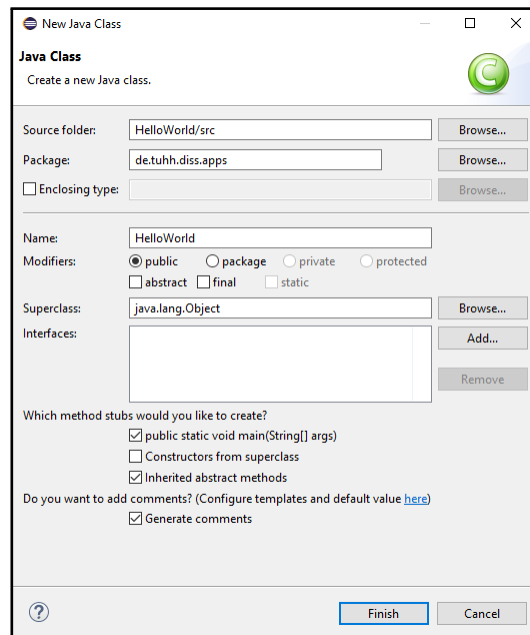 New Java Class
Java Class
Create a new Java class.
Source folder: HelloWorld/src Browse...
Package: de.tuhh.diss.apps Browse...
Enclosing type: Browse...
Name: HelloWorld
Modifiers: public package private protected
abstract final static
Superclass: java.lang.Object Browse...
Interfaces: Add...
Remove
Which method stubs would you like to create?
public static void main(String[] args)
Constructors from superclass
Inherited abstract methods
Do you want to add comments? (Configure templates and default value here)
Generate comments
? Finish Cancel